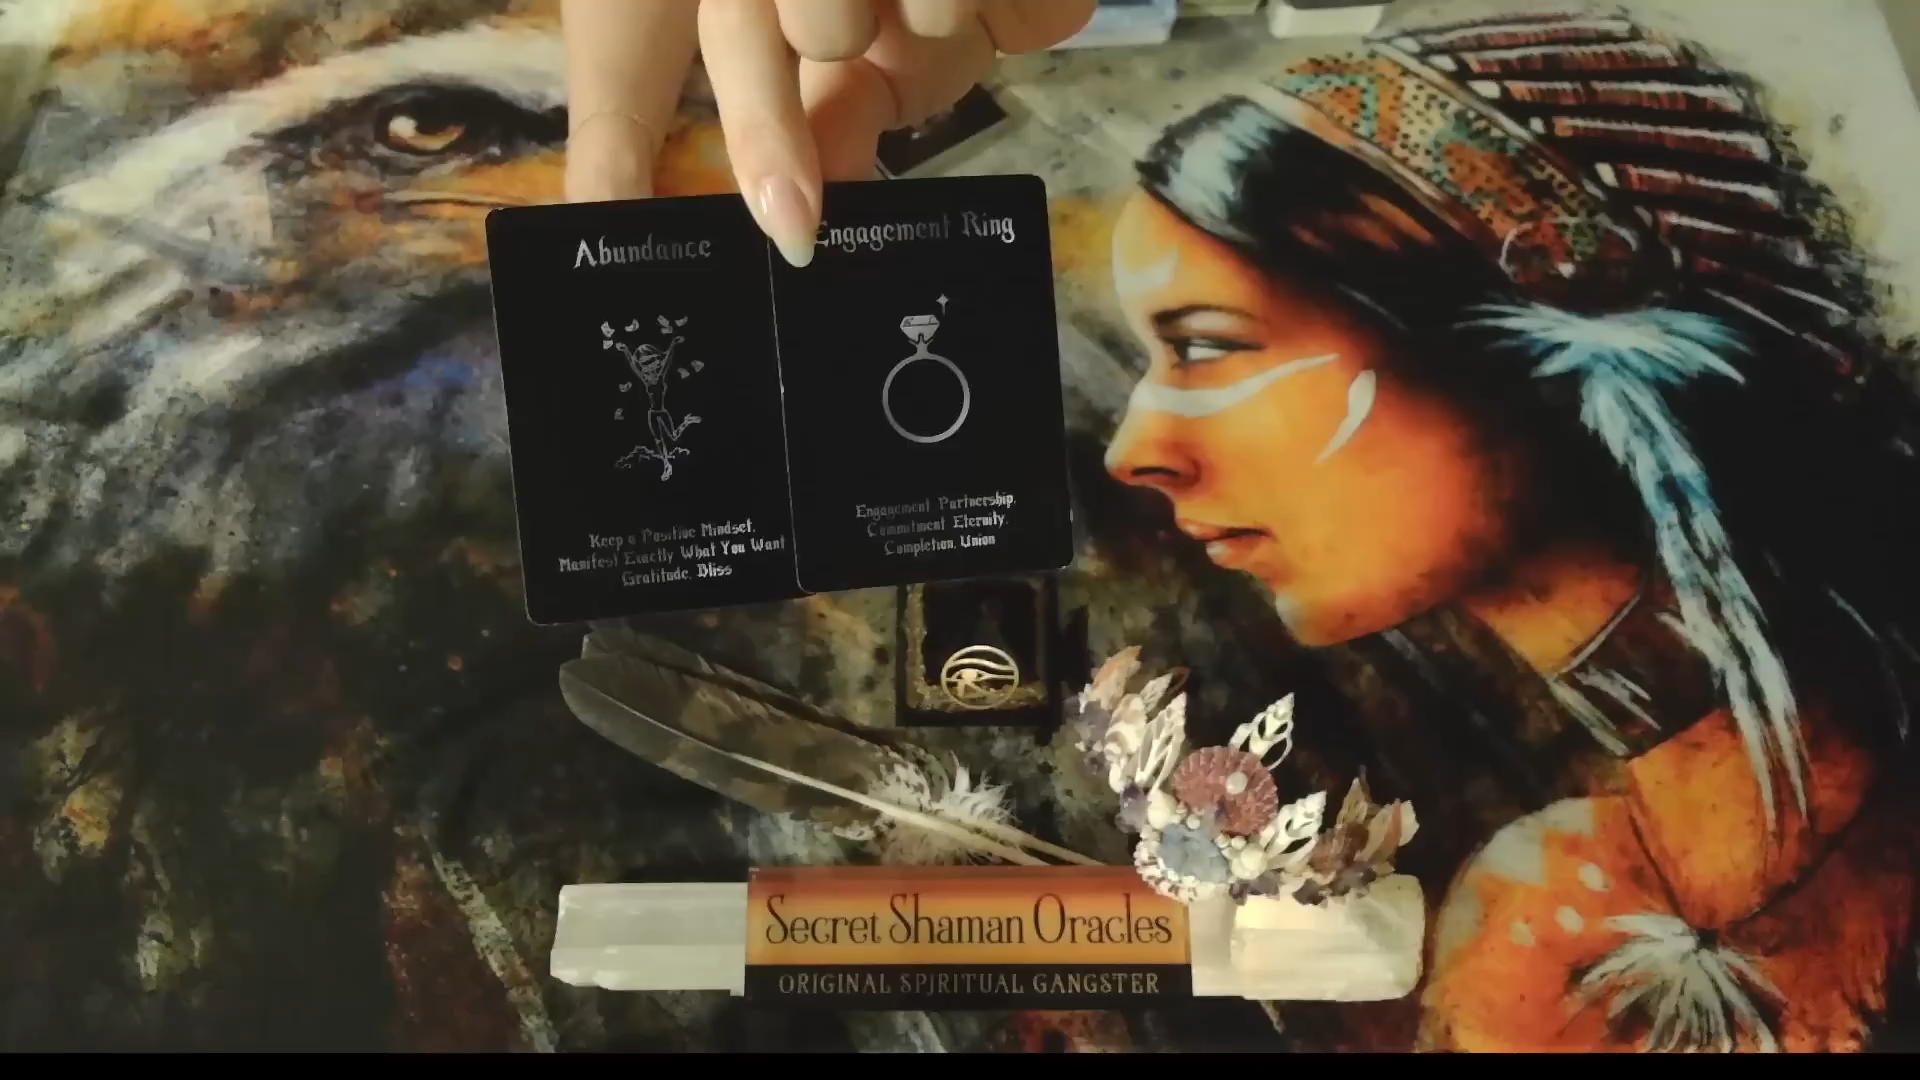 Abundance
Keep a Positive Mindset,
Manifest Exactly What You Want
Gratitude, Bliss
Engagement Ring
Engagement Partnership,
Commitment Eternity,
Completion, Union
Secret Shaman Oracles
ORIGINAL SPIRITUAL GANGSTER